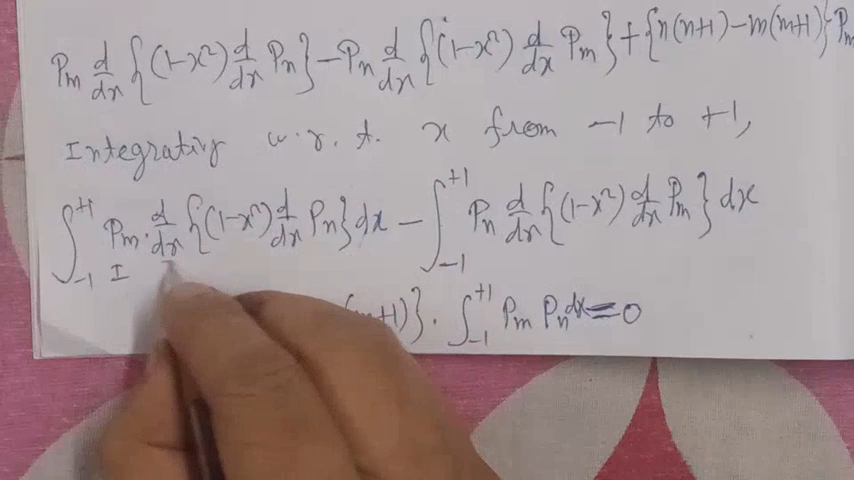 Pm d/dx {(1-x²) d/dx Pn} - Pn d/dx {(1-x²) d/dx Pm} + {n(n+1) - m(m+1)} Pm
Integrating w.r.t. x from -1 to +1,
∫₋₁⁺¹ Pm · d/dx {(1-x²) d/dx Pn} dx - ∫₋₁⁺¹ Pn d/dx {(1-x²) d/dx Pm} dx
I
m+1)} · ∫₋₁⁺¹ Pm Pn dx = 0